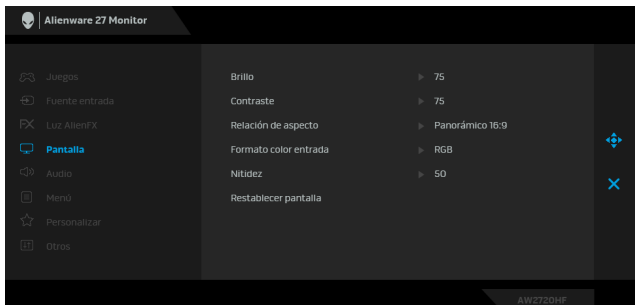 Alienware 27 Monitor
Juegos
Fuente entrada
FX Luz AlienFX
Pantalla
Audio
Menú
Personalizar
Otros
Brillo 75
Contraste 75
Relación de aspecto Panorámico 16:9
Formato color entrada RGB
Nitidez 50
Restablecer pantalla
AW2720HF